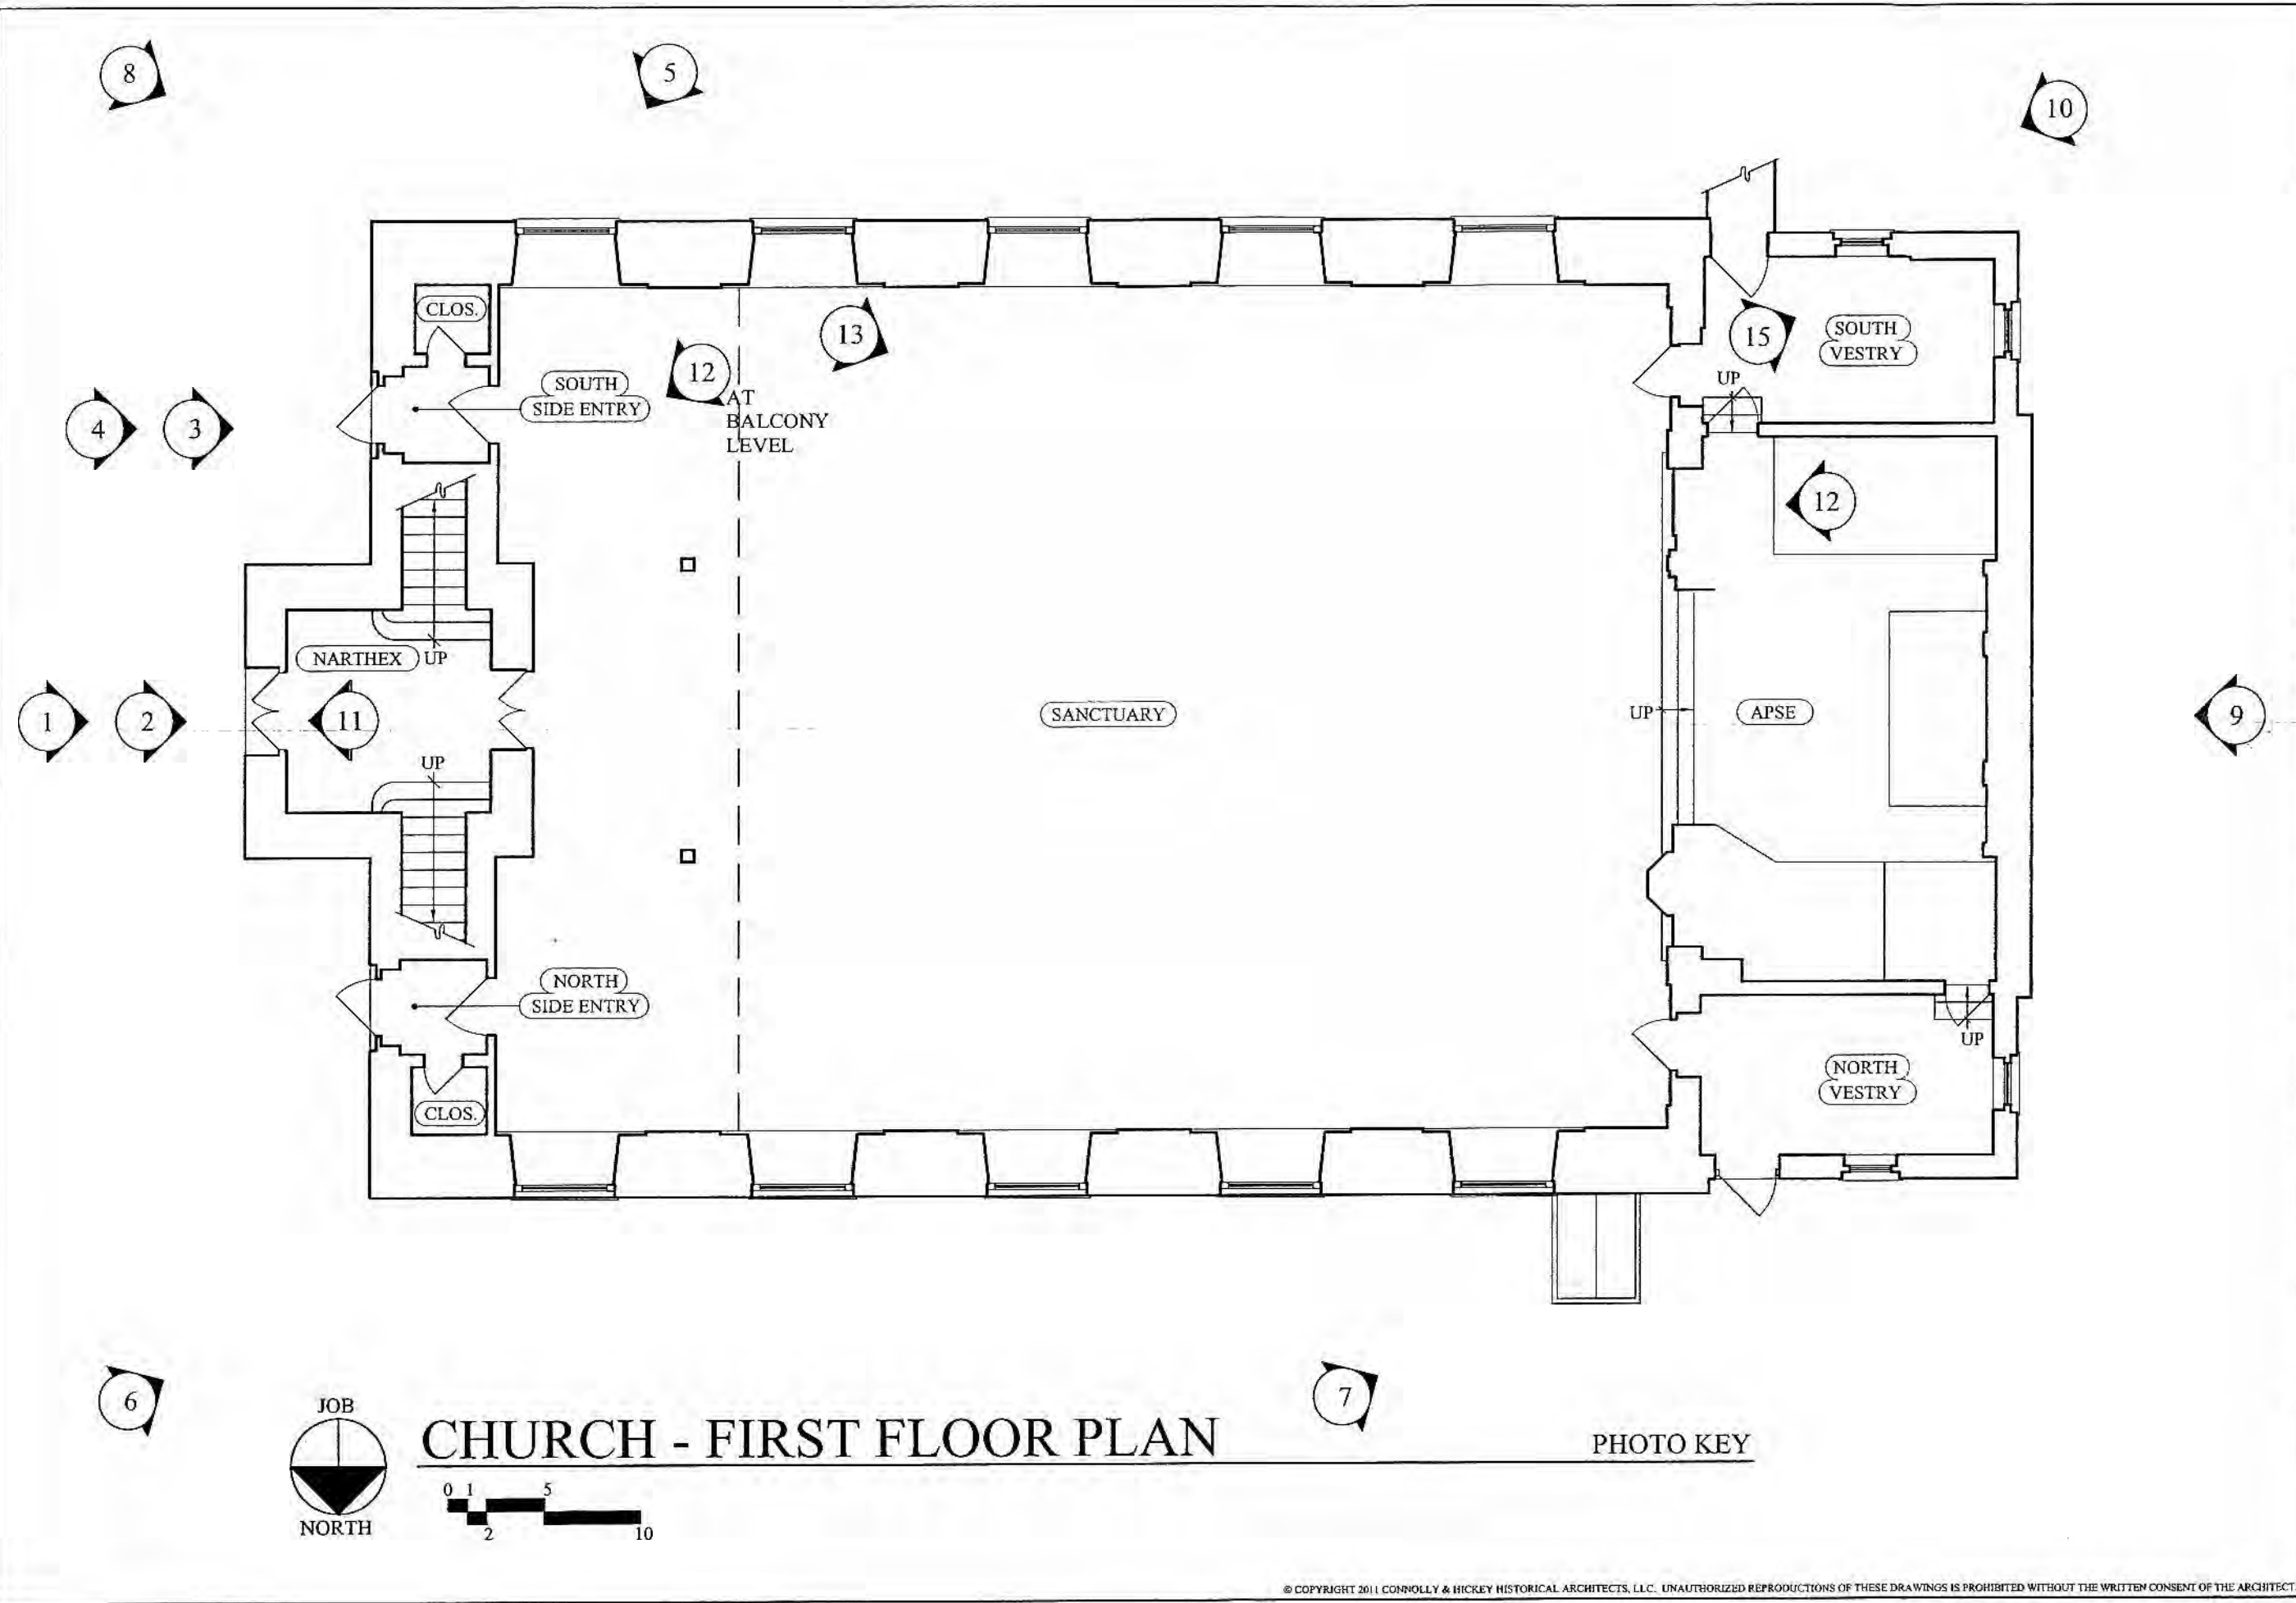 8
5
10
CLOS.
13
15
SOUTH
VESTRY
12
SOUTH
SIDE ENTRY
UP
AT
BALCONY
LEVEL
4
3
12
NARTHEX
UP
1
2
11
SANCTUARY
UP
APSE
9
UP
NORTH
SIDE ENTRY
UP
NORTH
VESTRY
CLOS.
6
7
JOB
NORTH
CHURCH - FIRST FLOOR PLAN
PHOTO KEY
0 1 5
2 10
© COPYRIGHT 2011 CONNOLLY & HICKEY HISTORICAL ARCHITECTS, LLC. UNAUTHORIZED REPRODUCTIONS OF THESE DRAWINGS IS PROHIBITED WITHOUT THE WRITTEN CONSENT OF THE ARCHITECT